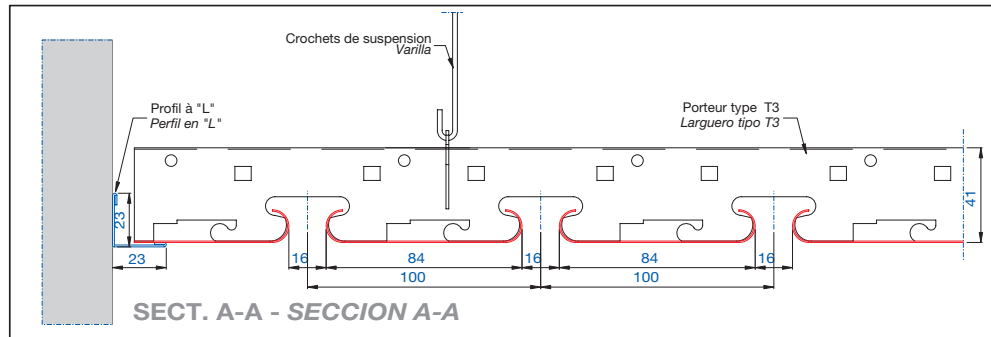 Crochets de suspension
Varilla
Profil à "L"
Perfil en "L"
Porteur type T3
Larguero tipo T3
23
41
23
16
84
16
84
16
100
100
SECT. A-A - SECCION A-A